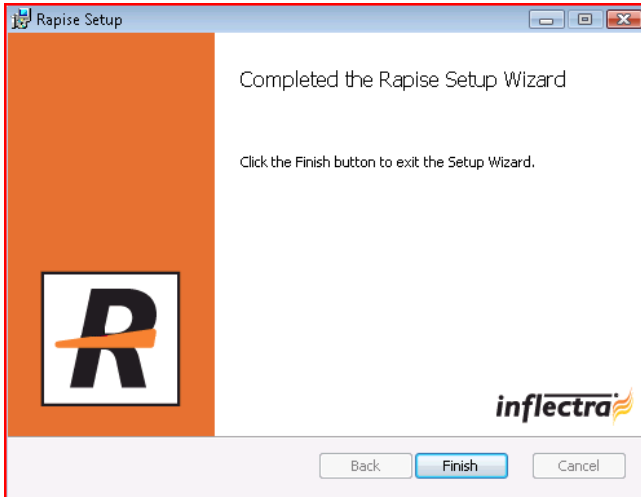 Rapise Setup
Completed the Rapise Setup Wizard
Click the Finish button to exit the Setup Wizard.
R
inflectra
Back Finish Cancel